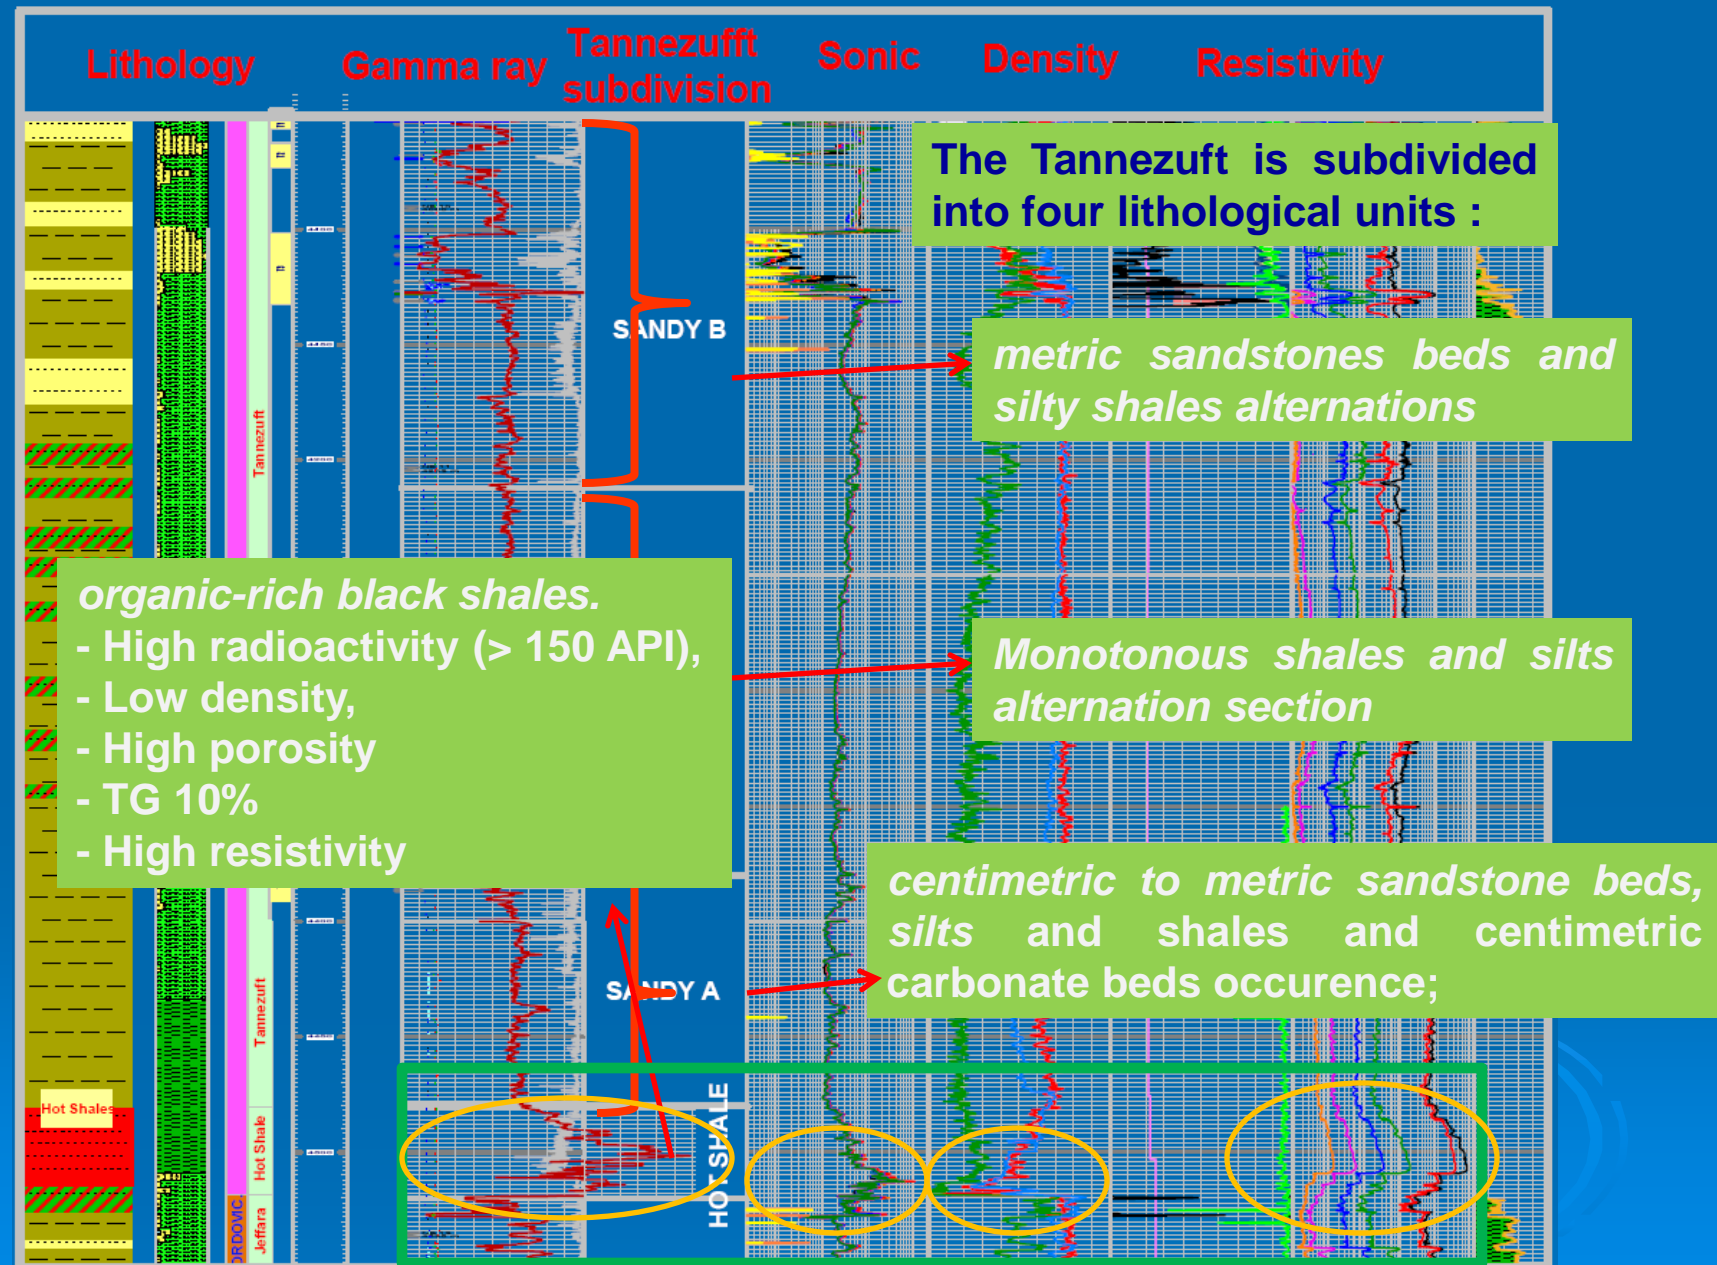 Lithology
Gamma ray
Tannezufft
subdivision
Sonic
Density
Resistivity
The Tannezuft is subdivided
into four lithological units :
SANDY B
metric sandstones beds and
silty shales alternations
Tannezuft
organic-rich black shales.
- High radioactivity (> 150 API),
- Low density,
- High porosity
- TG 10%
- High resistivity
Monotonous shales and silts
alternation section
centimetric to metric sandstone beds,
silts and shales and centimetric
carbonate beds occurence;
SANDY A
Tannezuft
Hot Shales
Hot Shale
HOT SHALE
ORDOVIC.
Jeffara